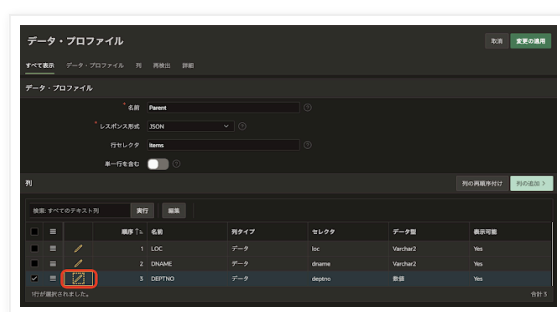 データ・プロファイル
取消 変更の適用
すべて表示 データ・プロファイル 列 再検出 詳細
データ・プロファイル
* 名前 Parent
* レスポンス形式 JSON
行セレクタ items
単一行を含む
列
列の再順序付け 列の追加 >
検索: すべてのテキスト列 実行 編集
順序 ↑ 名前 列タイプ セレクタ データ型 表示可能
1 LOC データ loc Varchar2 Yes
2 DNAME データ dname Varchar2 Yes
3 DEPTNO データ deptno 数値 Yes
1行が選択されました。 合計 3